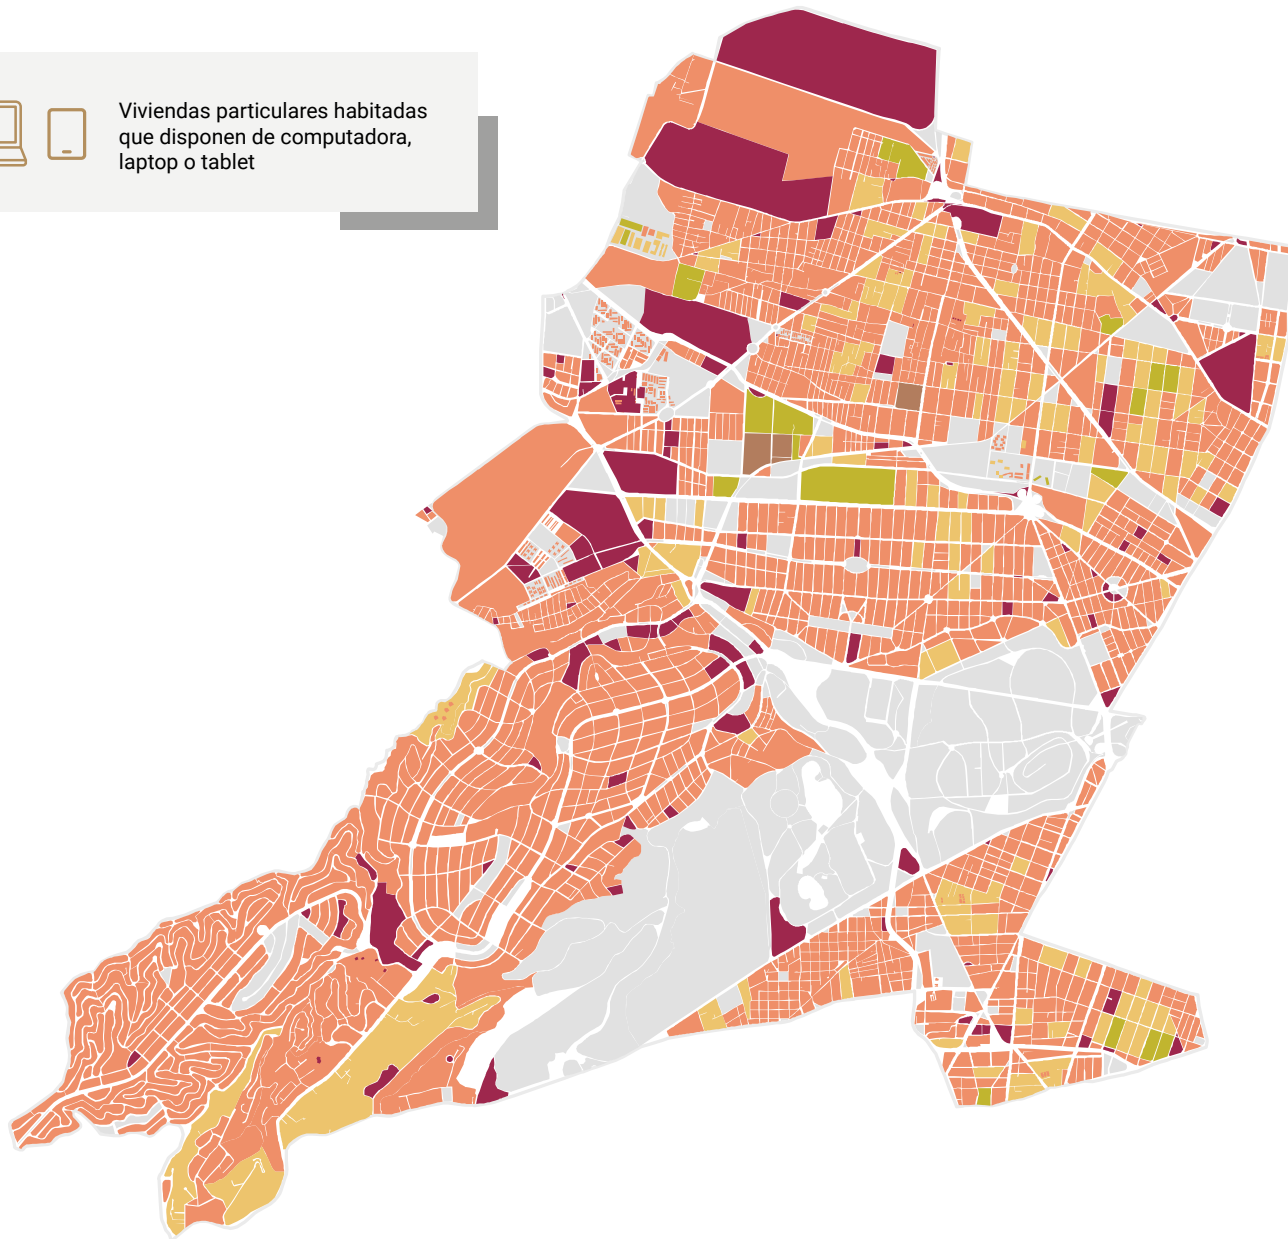 Viviendas particulares habitadas
que disponen de computadora,
laptop o tablet